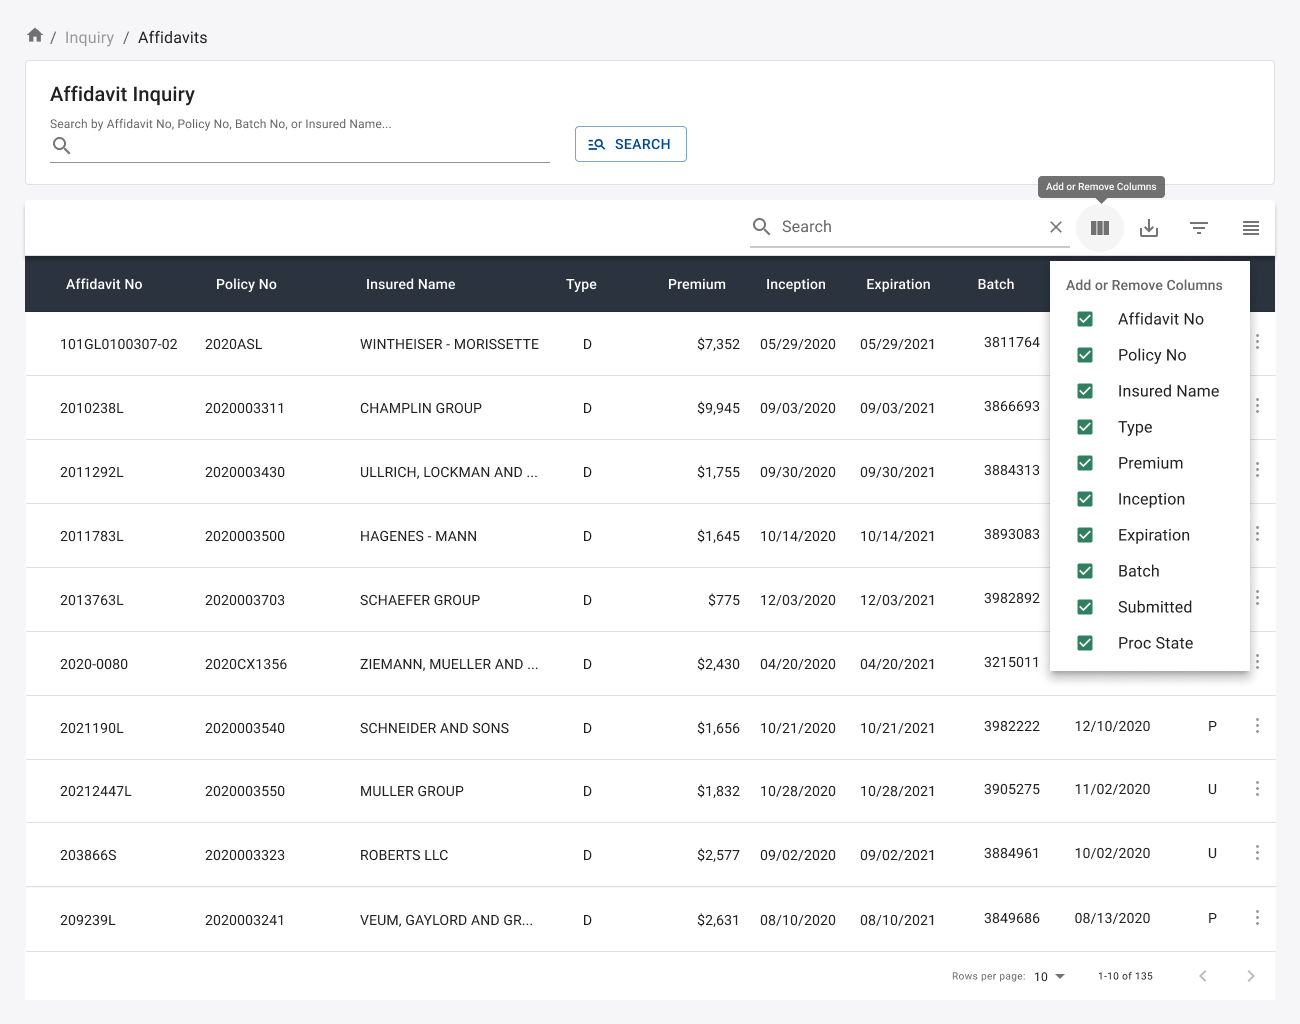 / Inquiry / Affidavits
Affidavit Inquiry
Search by Affidavit No, Policy No, Batch No, or Insured Name...
SEARCH
Add or Remove Columns
Search
Affidavit No Policy No Insured Name Type Premium Inception Expiration Batch
Add or Remove Columns
Affidavit No
Policy No
Insured Name
Type
Premium
Inception
Expiration
Batch
Submitted
Proc State
101GL0100307-02 2020ASL WINTHEISER - MORISSETTE D $7,352 05/29/2020 05/29/2021 3811764
2010238L 2020003311 CHAMPLIN GROUP D $9,945 09/03/2020 09/03/2021 3866693
2011292L 2020003430 ULLRICH, LOCKMAN AND ... D $1,755 09/30/2020 09/30/2021 3884313
2011783L 2020003500 HAGENES - MANN D $1,645 10/14/2020 10/14/2021 3893083
2013763L 2020003703 SCHAEFER GROUP D $775 12/03/2020 12/03/2021 3982892
2020-0080 2020CX1356 ZIEMANN, MUELLER AND ... D $2,430 04/20/2020 04/20/2021 3215011
2021190L 2020003540 SCHNEIDER AND SONS D $1,656 10/21/2020 10/21/2021 3982222 12/10/2020 P
20212447L 2020003550 MULLER GROUP D $1,832 10/28/2020 10/28/2021 3905275 11/02/2020 U
203866S 2020003323 ROBERTS LLC D $2,577 09/02/2020 09/02/2021 3884961 10/02/2020 U
209239L 2020003241 VEUM, GAYLORD AND GR... D $2,631 08/10/2020 08/10/2021 3849686 08/13/2020 P
Rows per page: 10 1-10 of 135